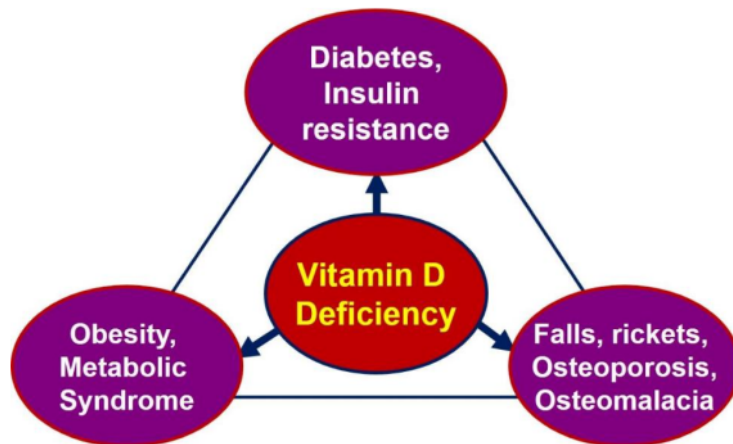 Diabetes,
Insulin
resistance
Vitamin D
Deficiency
Obesity,
Metabolic
Syndrome
Falls, rickets,
Osteoporosis,
Osteomalacia